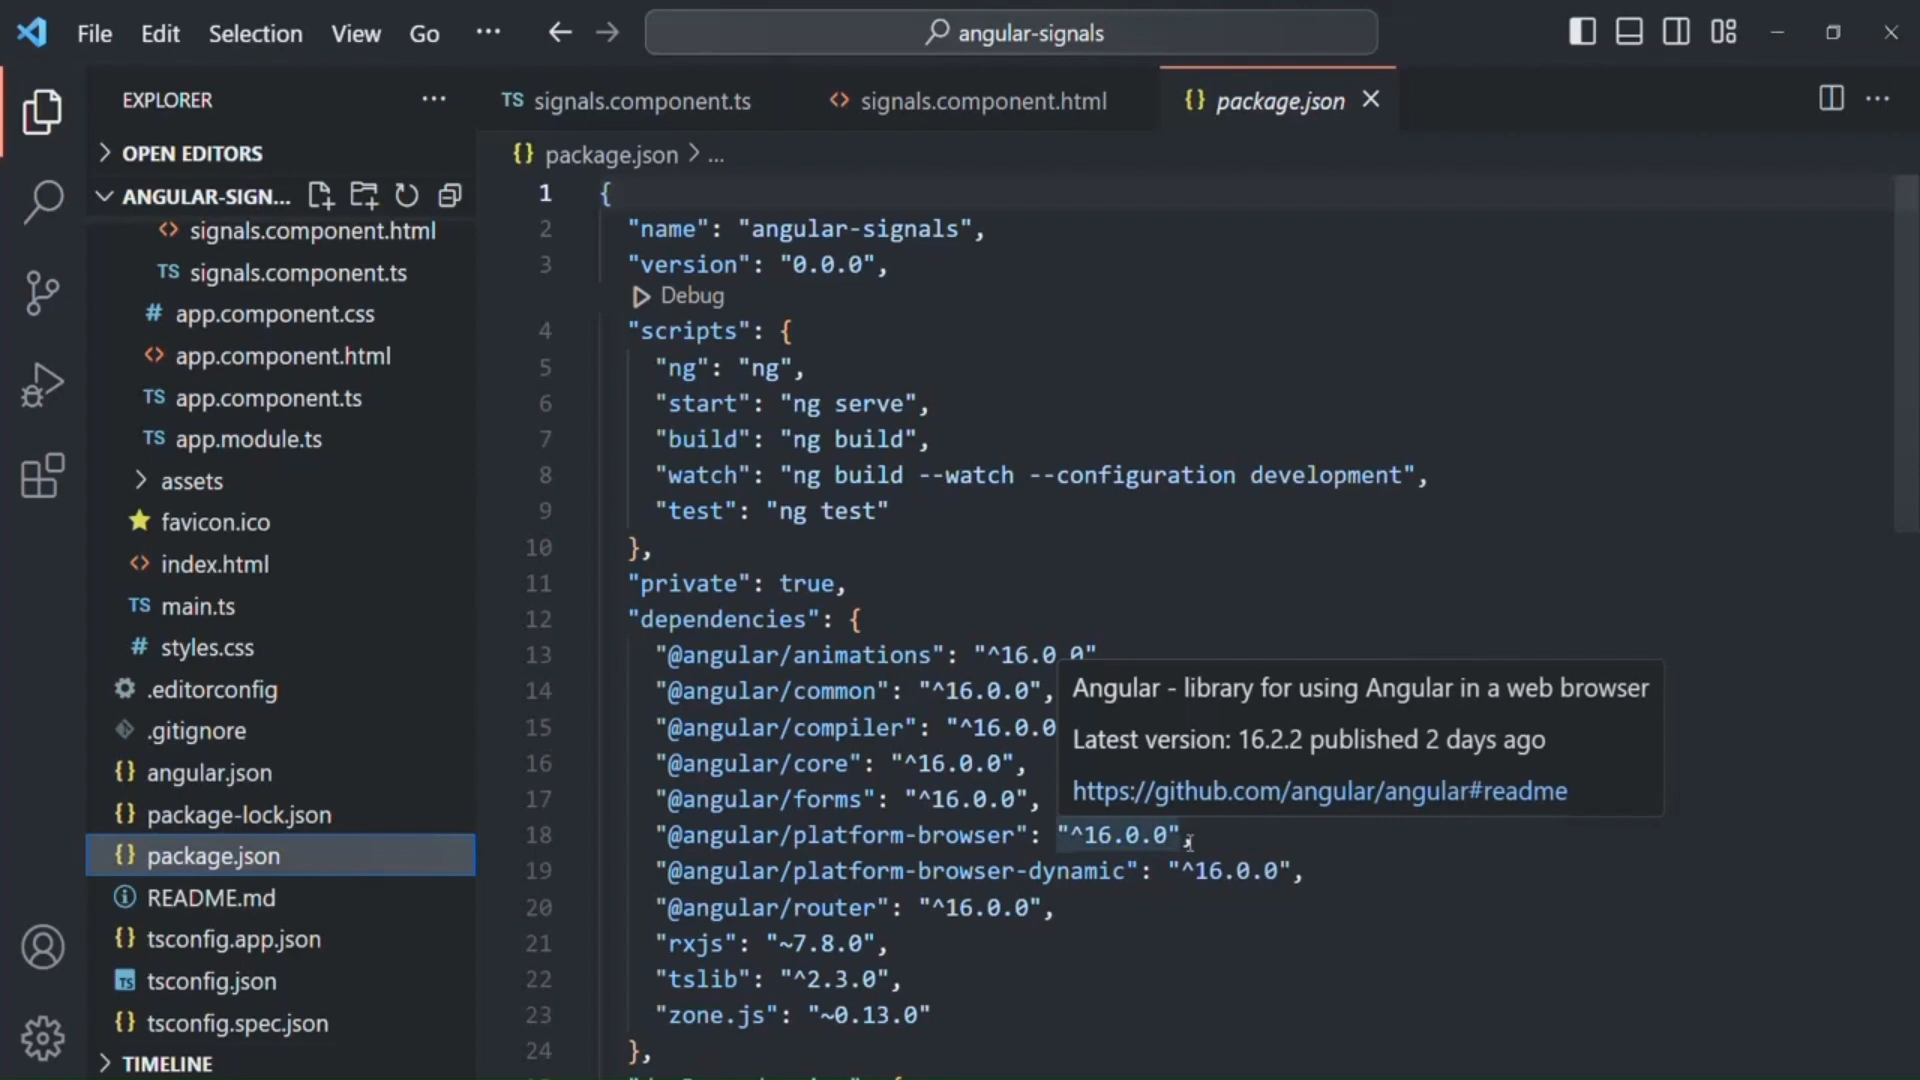 File Edit Selection View Go ··· angular-signals
EXPLORER ···
OPEN EDITORS
ANGULAR-SIGN...
<> signals.component.html
TS signals.component.ts
# app.component.css
<> app.component.html
TS app.component.ts
TS app.module.ts
assets
favicon.ico
<> index.html
TS main.ts
# styles.css
.editorconfig
.gitignore
{} angular.json
{} package-lock.json
{} package.json
README.md
{} tsconfig.app.json
TS tsconfig.json
{} tsconfig.spec.json
TIMELINE
TS signals.component.ts <> signals.component.html {} package.json
{} package.json > ...
1 {
2 "name": "angular-signals",
3 "version": "0.0.0",
Debug
4 "scripts": {
5 "ng": "ng",
6 "start": "ng serve",
7 "build": "ng build",
8 "watch": "ng build --watch --configuration development",
9 "test": "ng test"
10 },
11 "private": true,
12 "dependencies": {
13 "@angular/animations": "^16.0.0"
14 "@angular/common": "^16.0.0",
15 "@angular/compiler": "^16.0.0
16 "@angular/core": "^16.0.0",
17 "@angular/forms": "^16.0.0",
18 "@angular/platform-browser": "^16.0.0",
19 "@angular/platform-browser-dynamic": "^16.0.0",
20 "@angular/router": "^16.0.0",
21 "rxjs": "~7.8.0",
22 "tslib": "^2.3.0",
23 "zone.js": "~0.13.0"
24 },
Angular - library for using Angular in a web browser
Latest version: 16.2.2 published 2 days ago
https://github.com/angular/angular#readme